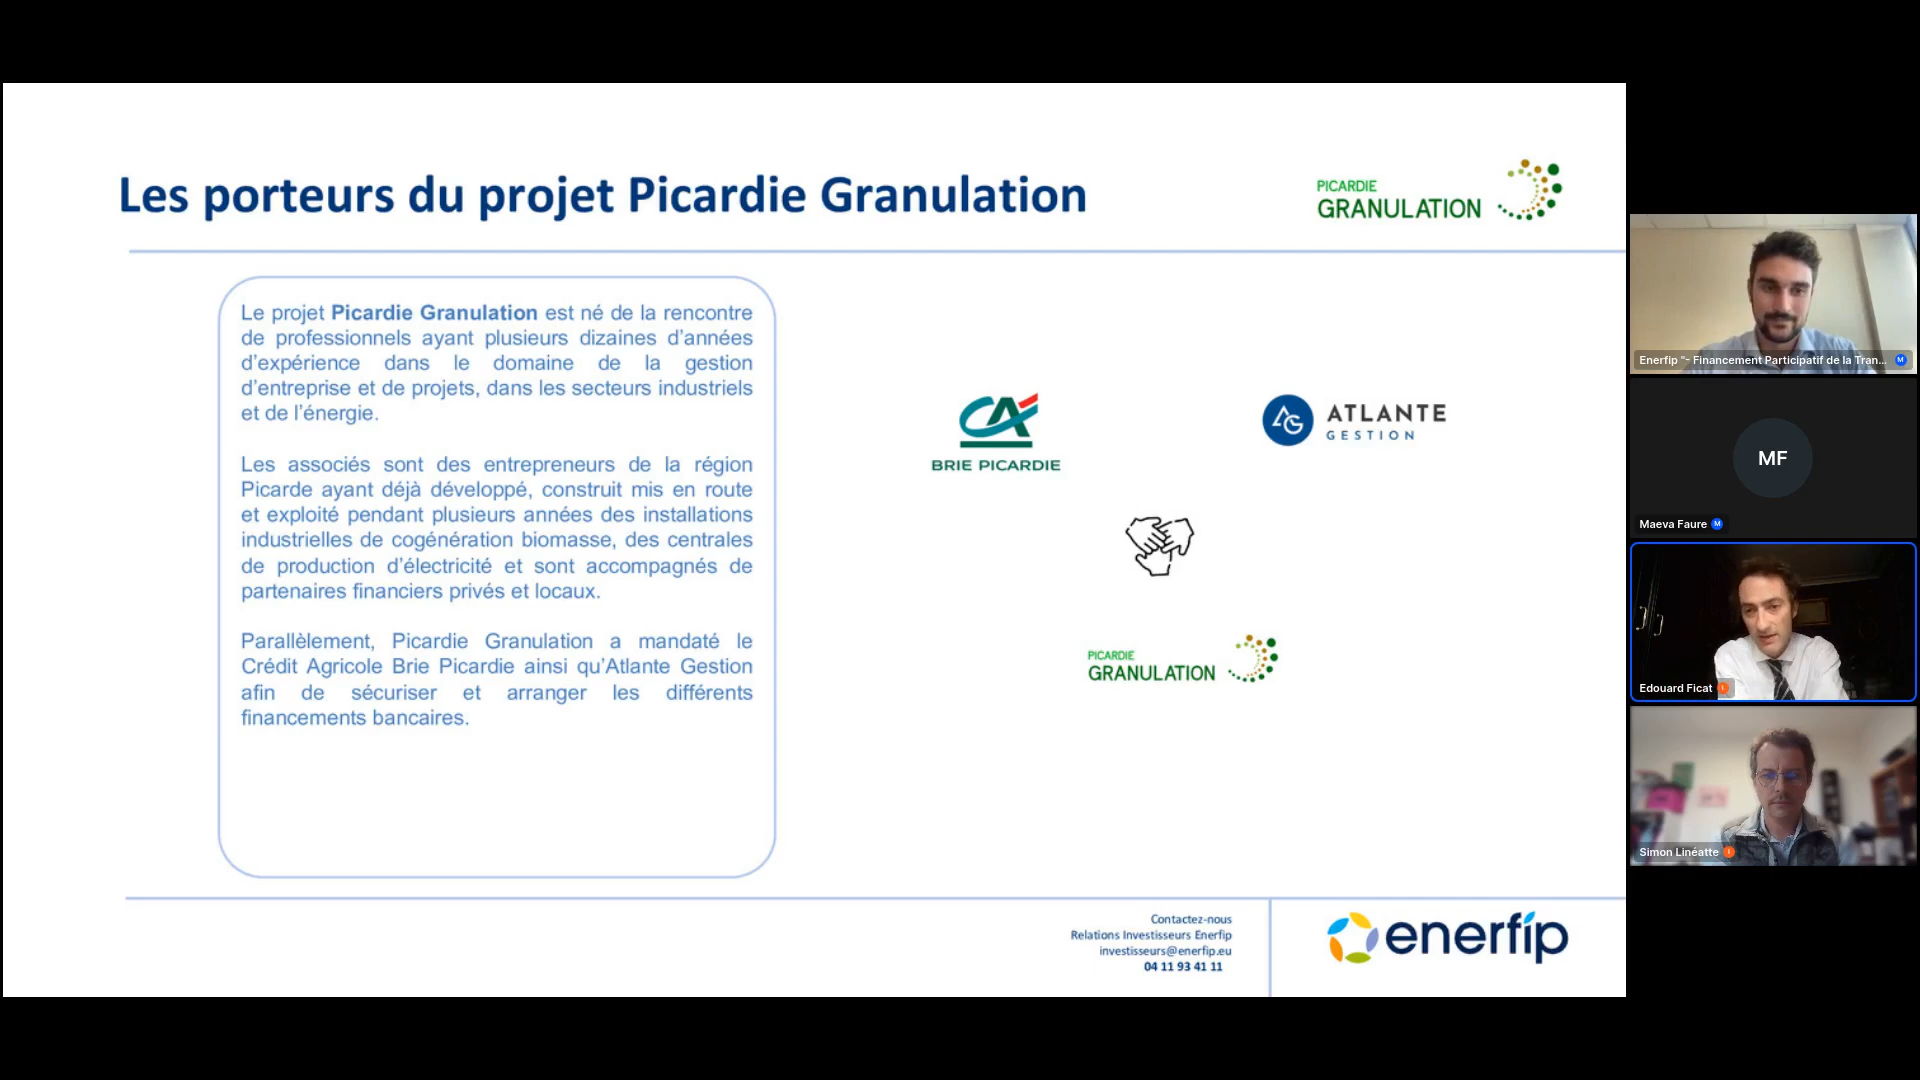 Les porteurs du projet Picardie Granulation
PICARDIE
GRANULATION
Le projet Picardie Granulation est né de la rencontre
de professionnels ayant plusieurs dizaines d'années
d'expérience dans le domaine de la gestion
d'entreprise et de projets, dans les secteurs industriels
et de l'énergie.
Les associés sont des entrepreneurs de la région
Picarde ayant déjà développé, construit mis en route
et exploité pendant plusieurs années des installations
industrielles de cogénération biomasse, des centrales
de production d'électricité et sont accompagnés de
partenaires financiers privés et locaux.
Parallèlement, Picardie Granulation a mandaté le
Crédit Agricole Brie Picardie ainsi qu'Atlante Gestion
afin de sécuriser et arranger les différents
financements bancaires.
CA
BRIE PICARDIE
AG
ATLANTE
GESTION
PICARDIE
GRANULATION
Contactez-nous
Relations Investisseurs Enerfip
investisseurs@enerfip.eu
04 11 93 41 11
enerfip
Enerfip "- Financement Participatif de la Tran... M
MF
Maeva Faure M
Edouard Ficat I
Simon Linéatte I